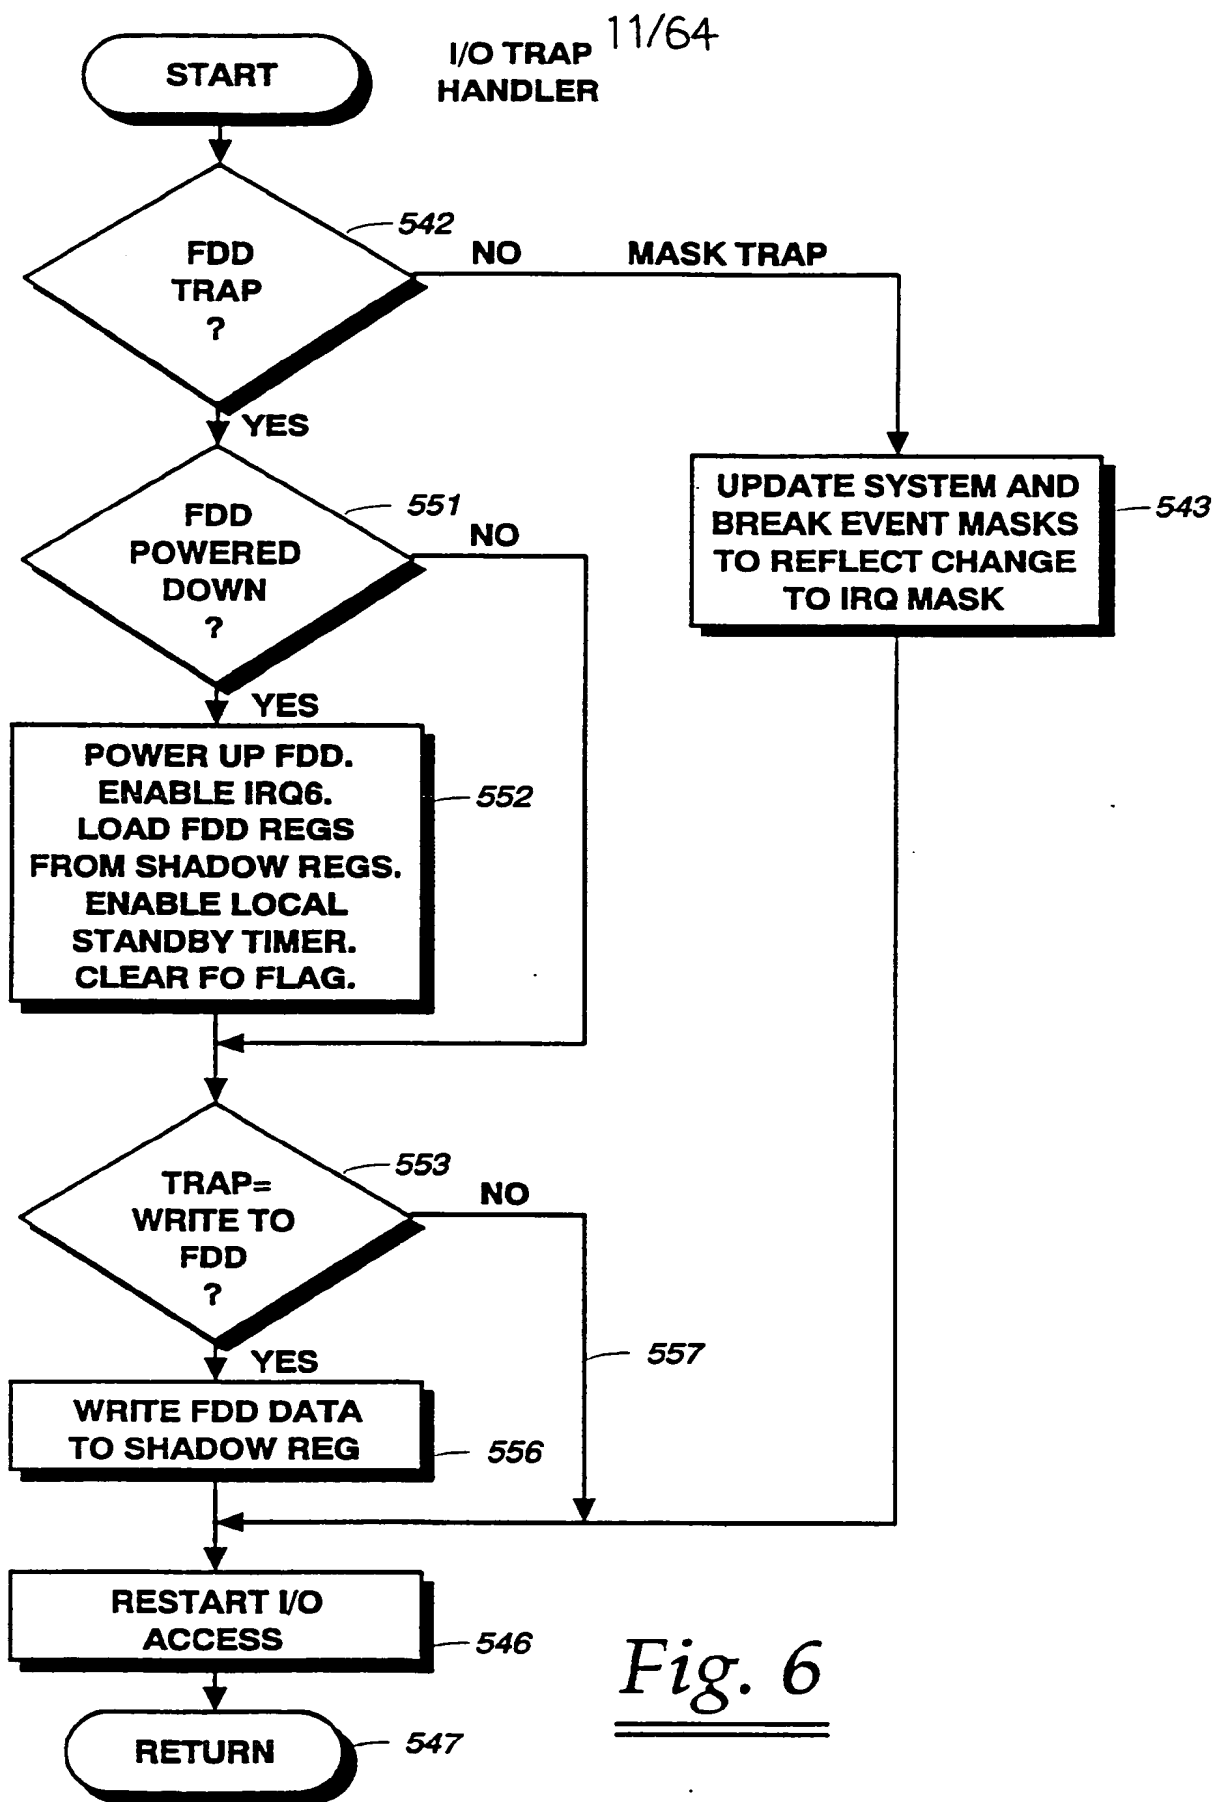 11/64
I/O TRAP
HANDLER
START
FDD
TRAP
?
542
NO
MASK TRAP
YES
UPDATE SYSTEM AND
BREAK EVENT MASKS
TO REFLECT CHANGE
TO IRQ MASK
543
FDD
POWERED
DOWN
?
551
NO
YES
POWER UP FDD.
ENABLE IRQ6.
LOAD FDD REGS
FROM SHADOW REGS.
ENABLE LOCAL
STANDBY TIMER.
CLEAR FO FLAG.
552
TRAP=
WRITE TO
FDD
?
553
NO
557
YES
WRITE FDD DATA
TO SHADOW REG
556
RESTART I/O
ACCESS
546
RETURN
547
Fig. 6